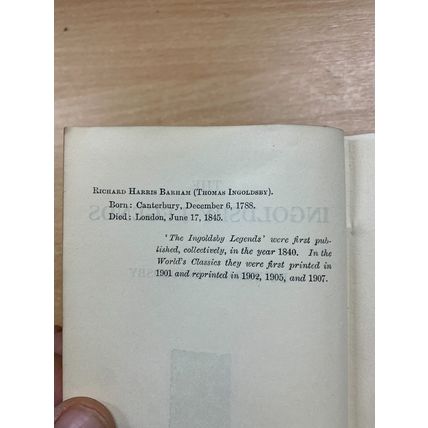 RICHARD HARRIS BARHAM (THOMAS INGOLDSBY).
Born: Canterbury, December 6, 1788.
Died: London, June 17, 1845.
'The Ingoldsby Legends' were first pub-
lished, collectively, in the year 1840. In the
World's Classics they were first printed in
1901 and reprinted in 1902, 1905, and 1907.